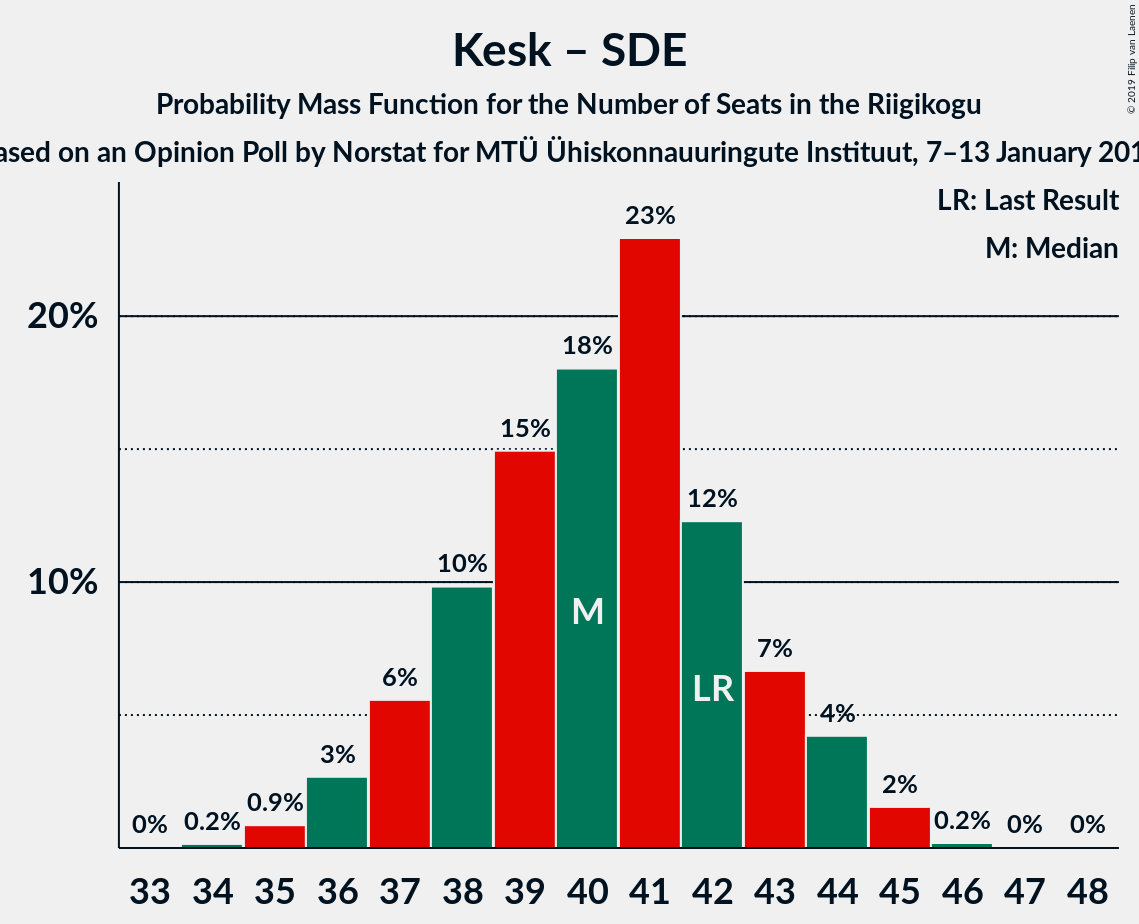 Kesk – SDE
Probability Mass Function for the Number of Seats in the Riigikogu
ased on an Opinion Poll by Norstat for MTÜ Ühiskonnauuringute Instituut, 7–13 January 201
© 2019 Filip van Laenen
LR: Last Result
M: Median
20%
10%
0%
0.2%
0.9%
3%
6%
10%
15%
18%
23%
12%
7%
4%
2%
0.2%
0%
0%
M
LR
33 34 35 36 37 38 39 40 41 42 43 44 45 46 47 48